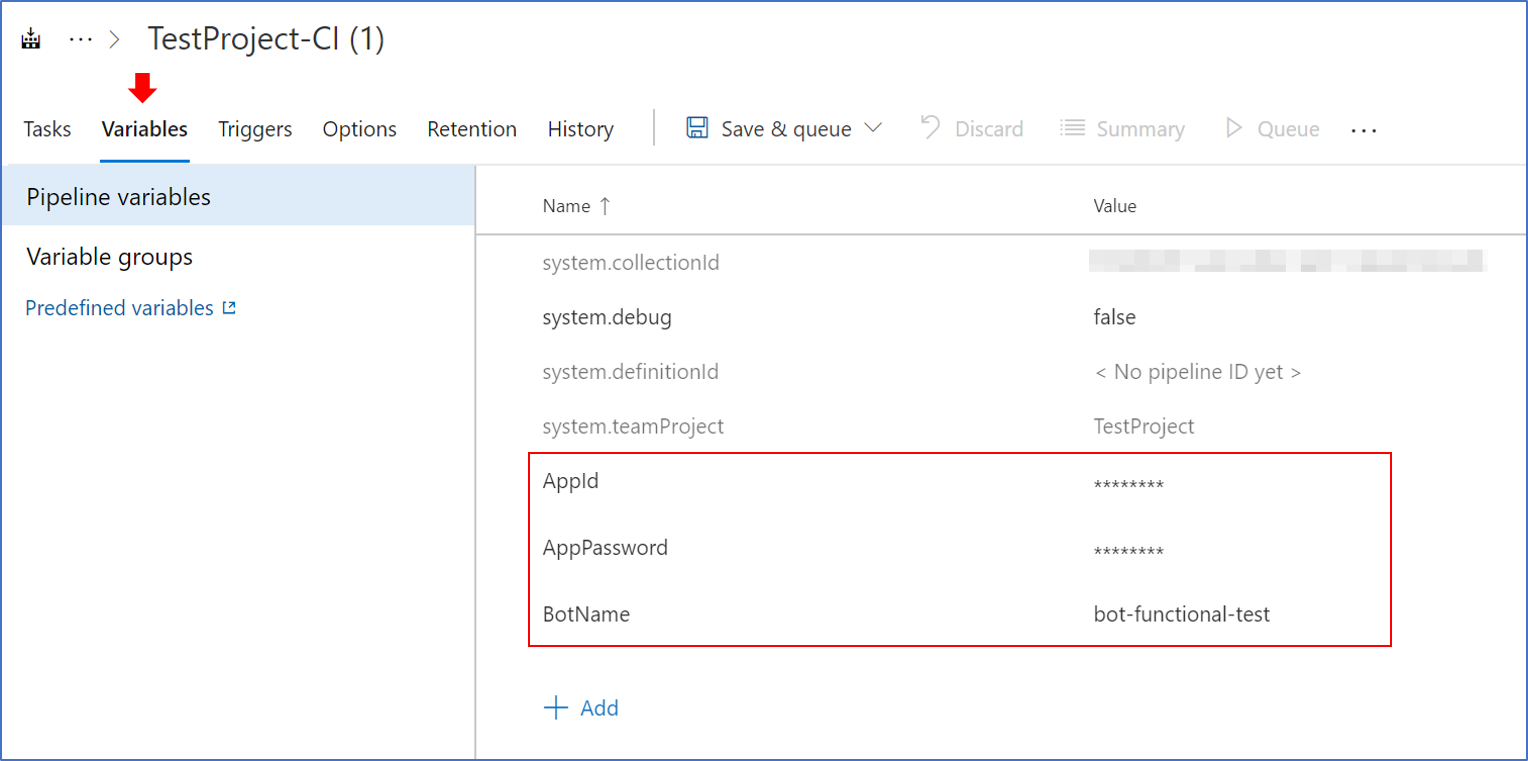 ··· > TestProject-CI (1)
Tasks Variables Triggers Options Retention History Save & queue Discard Summary Queue ···
Pipeline variables
Variable groups
Predefined variables
Name ↑ Value
system.collectionId
system.debug false
system.definitionId < No pipeline ID yet >
system.teamProject TestProject
AppId ********
AppPassword ********
BotName bot-functional-test
+ Add